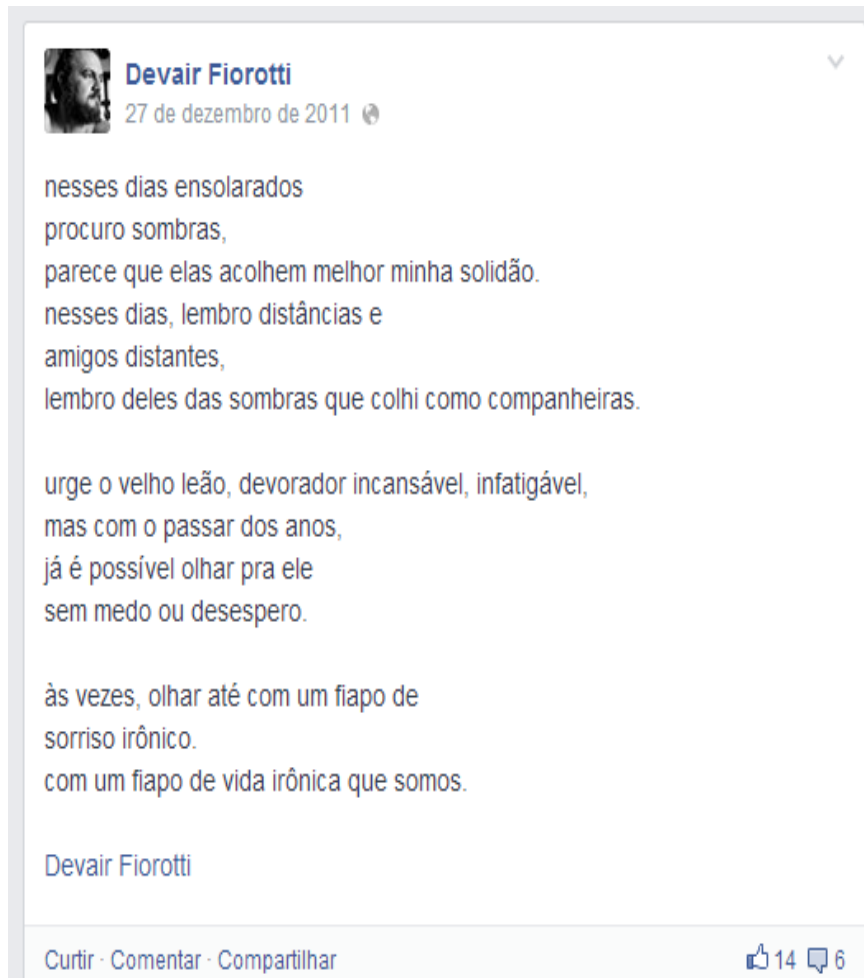 Devair Fiorotti
27 de dezembro de 2011
nesses dias ensolarados
procuro sombras,
parece que elas acolhem melhor minha solidão.
nesses dias, lembro distâncias e
amigos distantes,
lembro deles das sombras que colhi como companheiras.
urge o velho leão, devorador incansável, infatigável,
mas com o passar dos anos,
já é possível olhar pra ele
sem medo ou desespero.
às vezes, olhar até com um fiapo de
sorriso irônico.
com um fiapo de vida irônica que somos.
Devair Fiorotti
Curtir · Comentar · Compartilhar 14 6